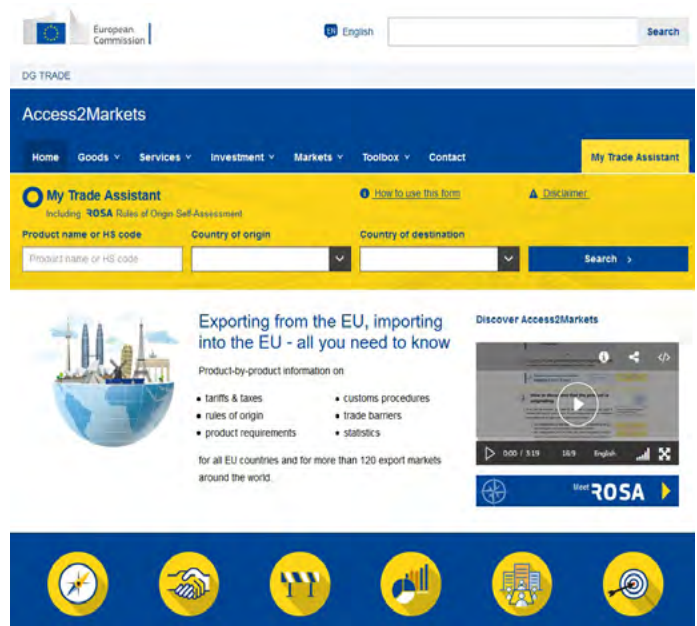 European
Commission
EN English
Search
DG TRADE
Access2Markets
Home Goods Services Investment Markets Toolbox Contact My Trade Assistant
My Trade Assistant
Including ROSA Rules of Origin Self-Assessment
How to use this form
Disclaimer
Product name or HS code Country of origin Country of destination
Product name or HS code
Search >
Exporting from the EU, importing
into the EU - all you need to know
Product-by-product information on
• tariffs & taxes
• rules of origin
• product requirements
• customs procedures
• trade barriers
• statistics
for all EU countries and for more than 120 export markets
around the world.
Discover Access2Markets
0:00 / 5:19 16/9 English
Meet ROSA